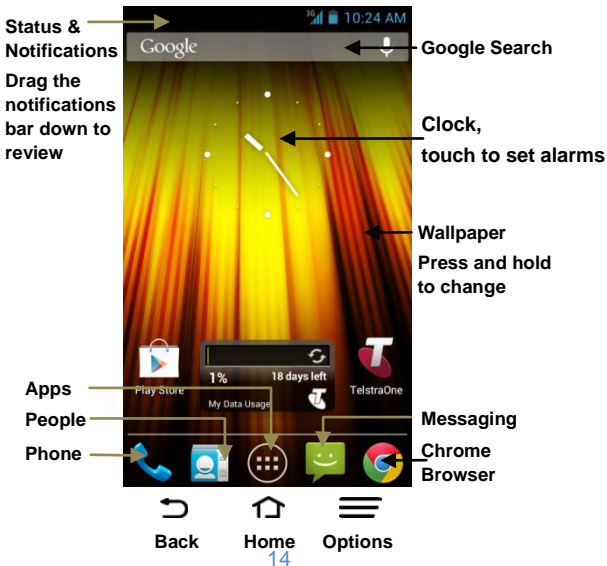 Status &
Notifications
Drag the
notifications
bar down to
review
3G 10:24 AM
Google
Google Search
Clock,
touch to set alarms
Wallpaper
Press and hold
to change
Play Store
1% 18 days left
My Data Usage
T
TelstraOne
Apps
People
Phone
Messaging
Chrome
Browser
Back Home Options
14